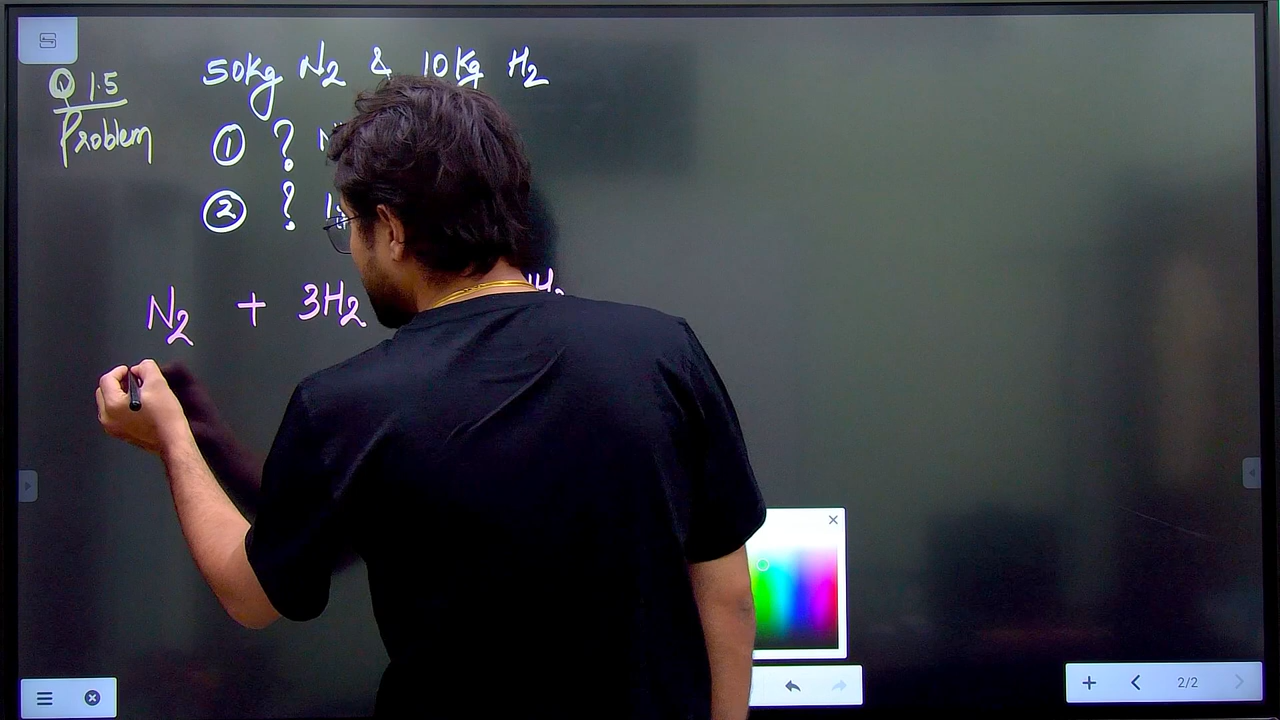 Q 1.5 50Kg N2 & 10Kg H2
Problem
① ?
② ?
N2 + 3H2
2/2